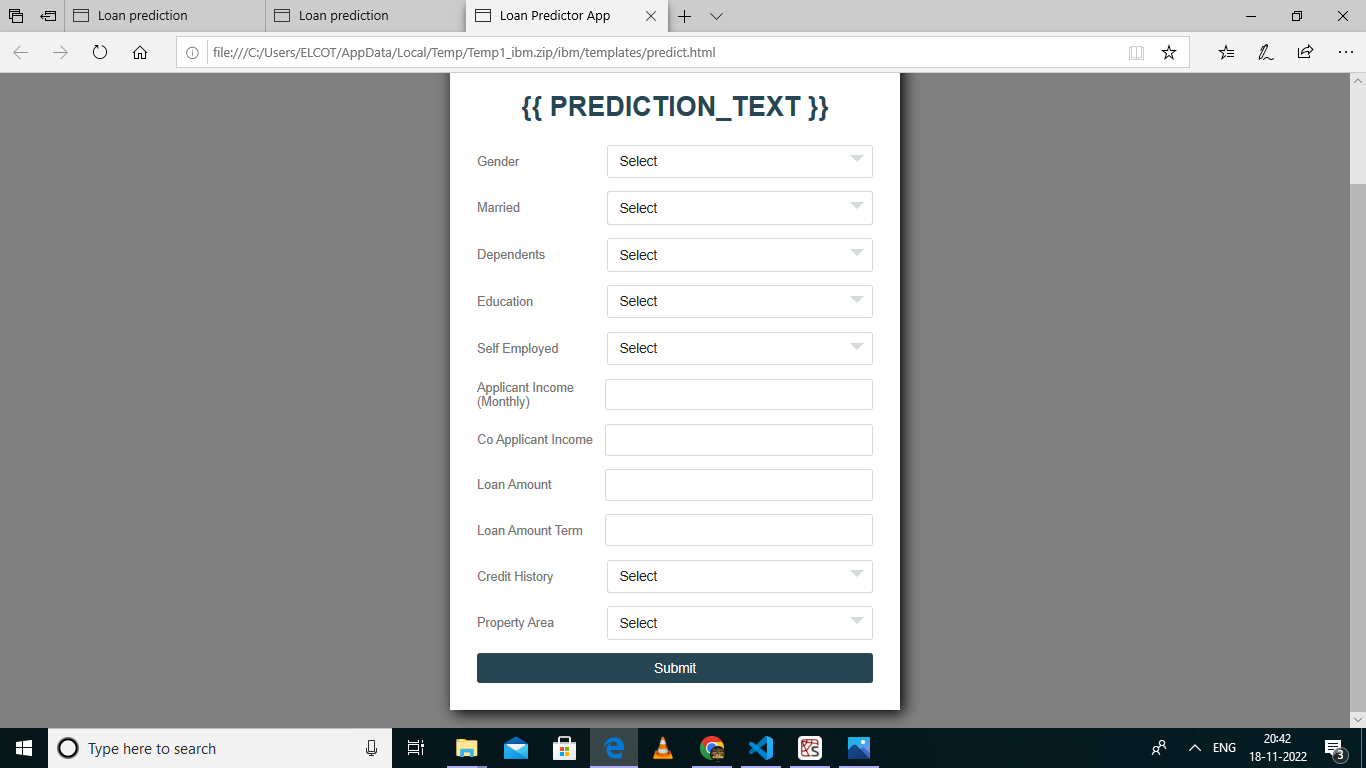 Loan prediction
Loan prediction
Loan Predictor App
file:///C:/Users/ELCOT/AppData/Local/Temp/Temp1_ibm.zip/ibm/templates/predict.html
{{ PREDICTION_TEXT }}
Gender Select
Married Select
Dependents Select
Education Select
Self Employed Select
Applicant Income
(Monthly)
Co Applicant Income
Loan Amount
Loan Amount Term
Credit History Select
Property Area Select
Submit
Type here to search
ENG
20:42
18-11-2022
3